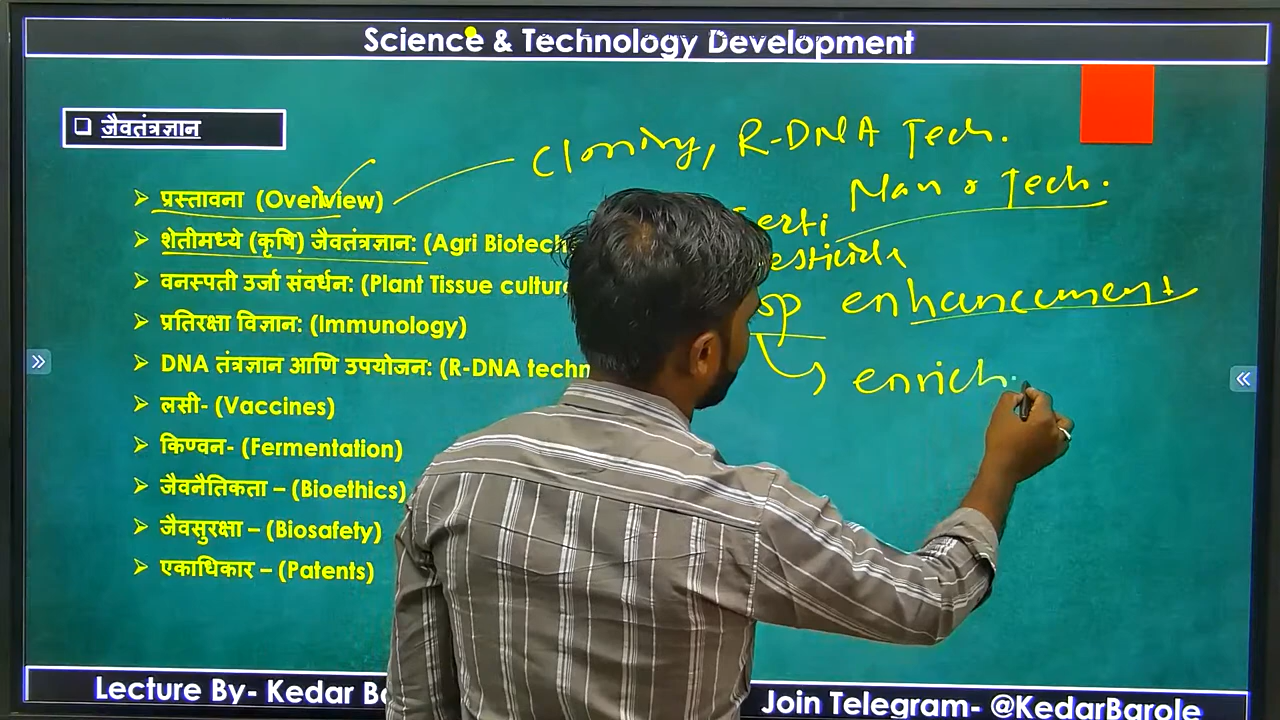 Science & Technology Development
❑ जैवतंत्रज्ञान
➢ प्रस्तावना (Overview)
Cloning, R-DNA Tech.
Nano Tech.
➢ शेतीमध्ये (कृषि) जैवतंत्रज्ञान: (Agri Biotech
➢ वनस्पती उर्जा संवर्धन: (Plant Tissue culture
enhancement
➢ प्रतिरक्षा विज्ञान: (Immunology)
➢ DNA तंत्रज्ञान आणि उपयोजन: (R-DNA techn
enrich
➢ लसी- (Vaccines)
➢ किण्वन- (Fermentation)
➢ जैवनैतिकता – (Bioethics)
➢ जैवसुरक्षा – (Biosafety)
➢ एकाधिकार – (Patents)
Lecture By- Kedar Ba
Join Telegram- @KedarBarole